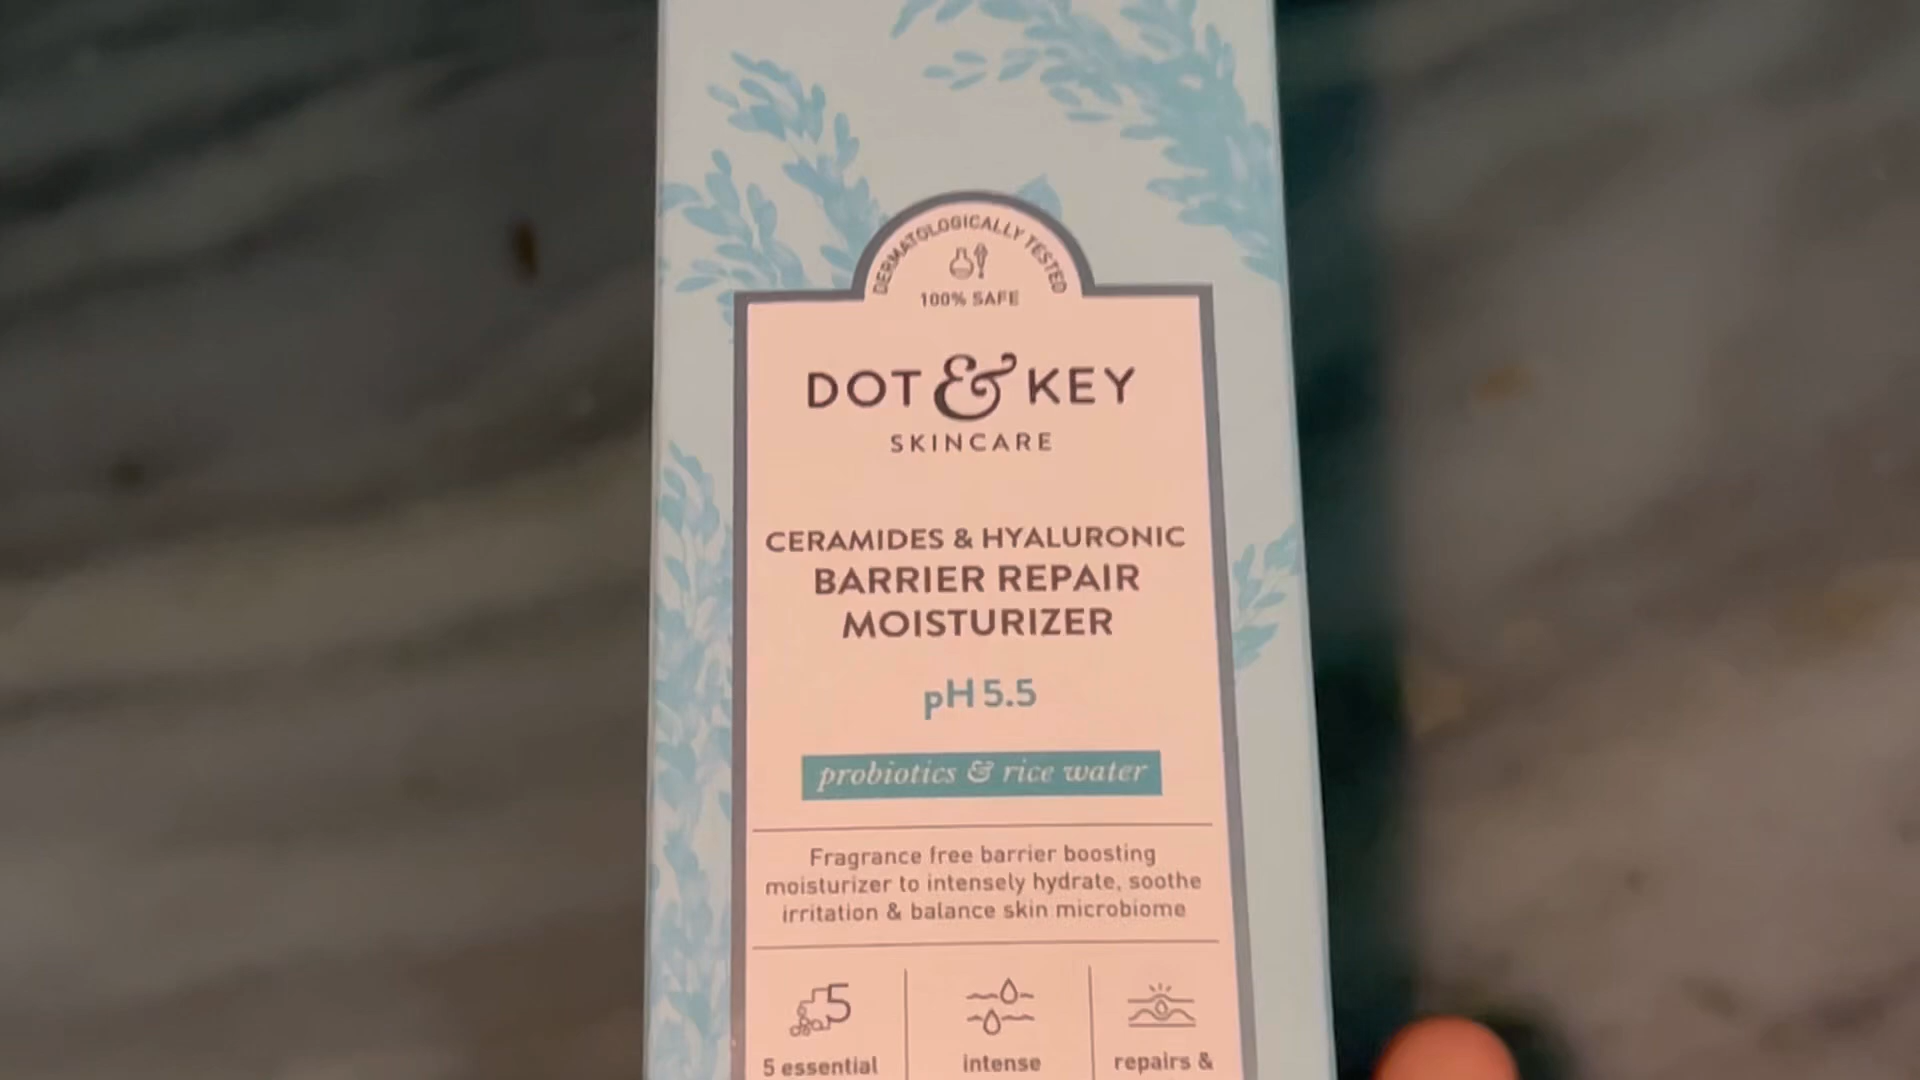 DERMATOLOGICALLY TESTED
100% SAFE
DOT & KEY
SKINCARE
CERAMIDES & HYALURONIC
BARRIER REPAIR
MOISTURIZER
pH 5.5
probiotics & rice water
Fragrance free barrier boosting
moisturizer to intensely hydrate, soothe
irritation & balance skin microbiome
5
5 essential
intense
repairs &